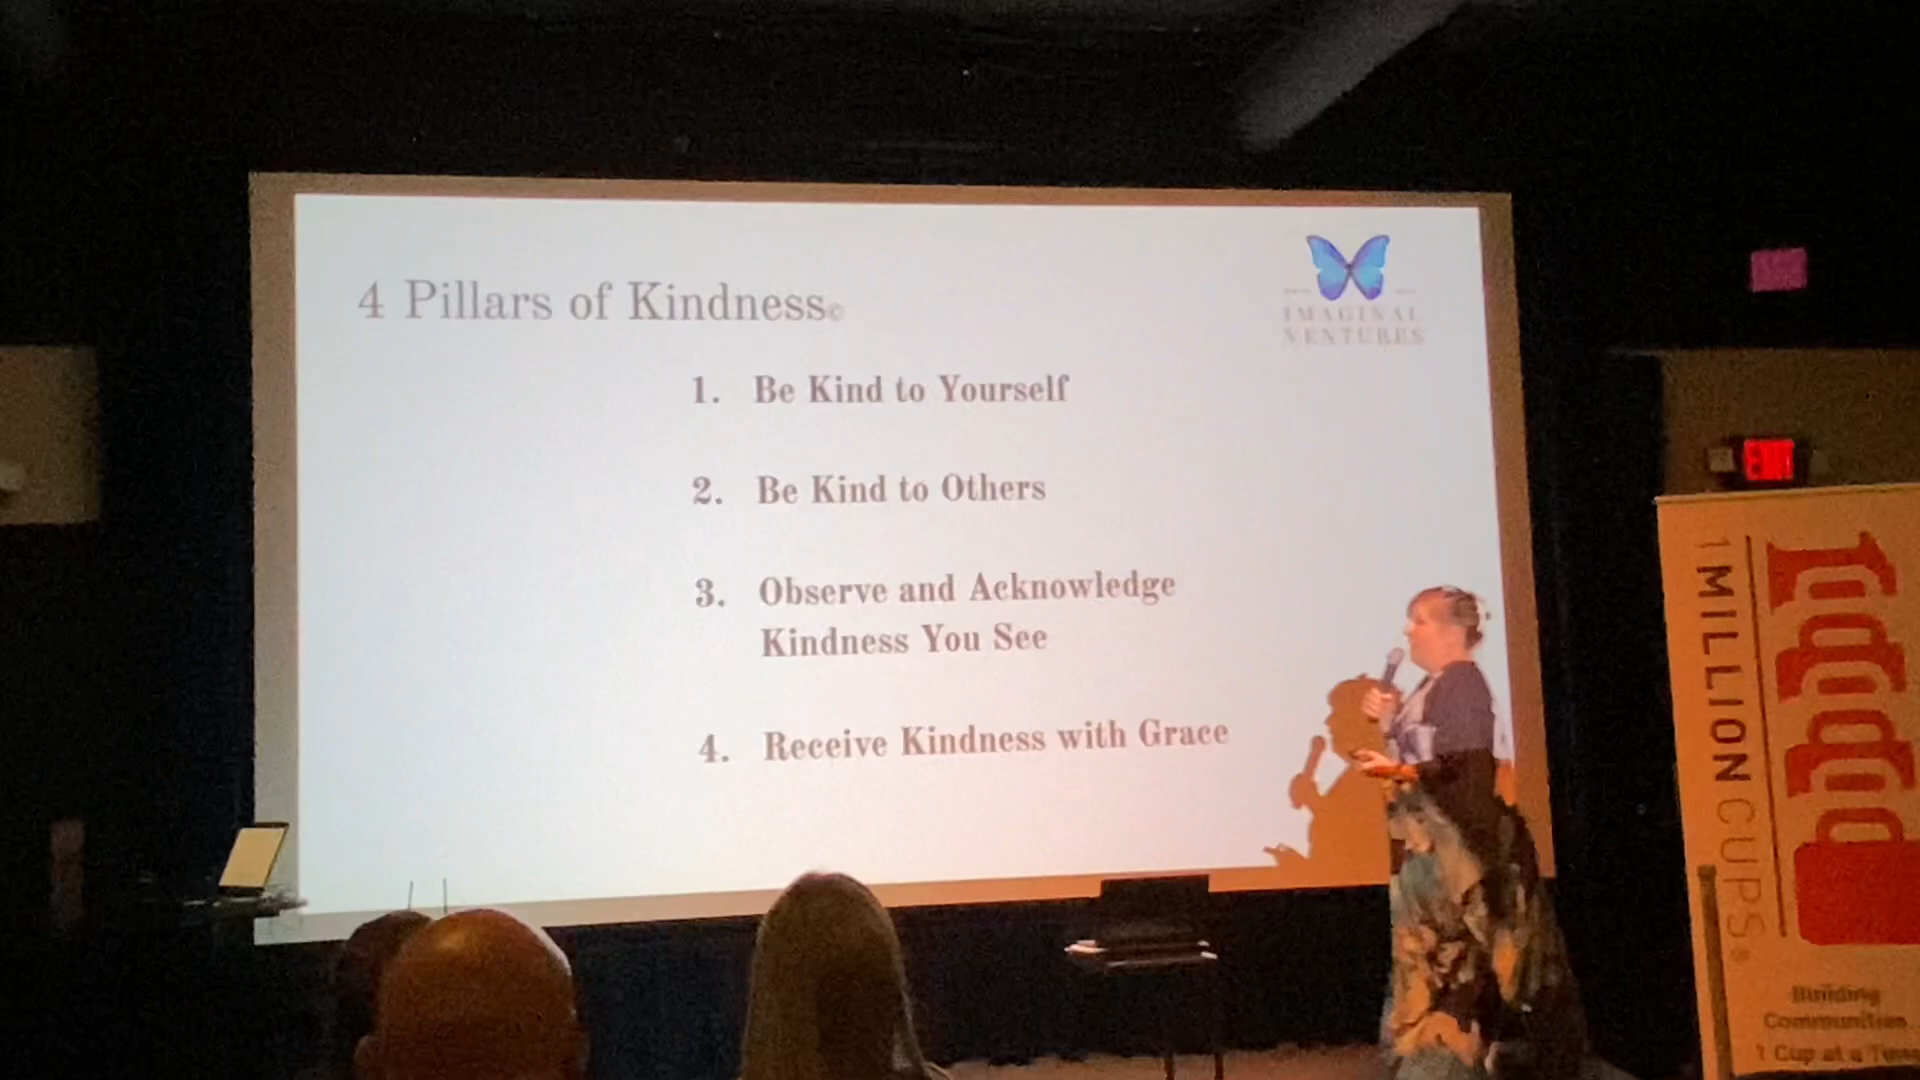 4 Pillars of Kindness©
IMAGINAL
VENTURES
1. Be Kind to Yourself
2. Be Kind to Others
3. Observe and Acknowledge
Kindness You See
4. Receive Kindness with Grace
EXIT
1 MILLION CUPS®
Building
Communities
1 Cup at a Time